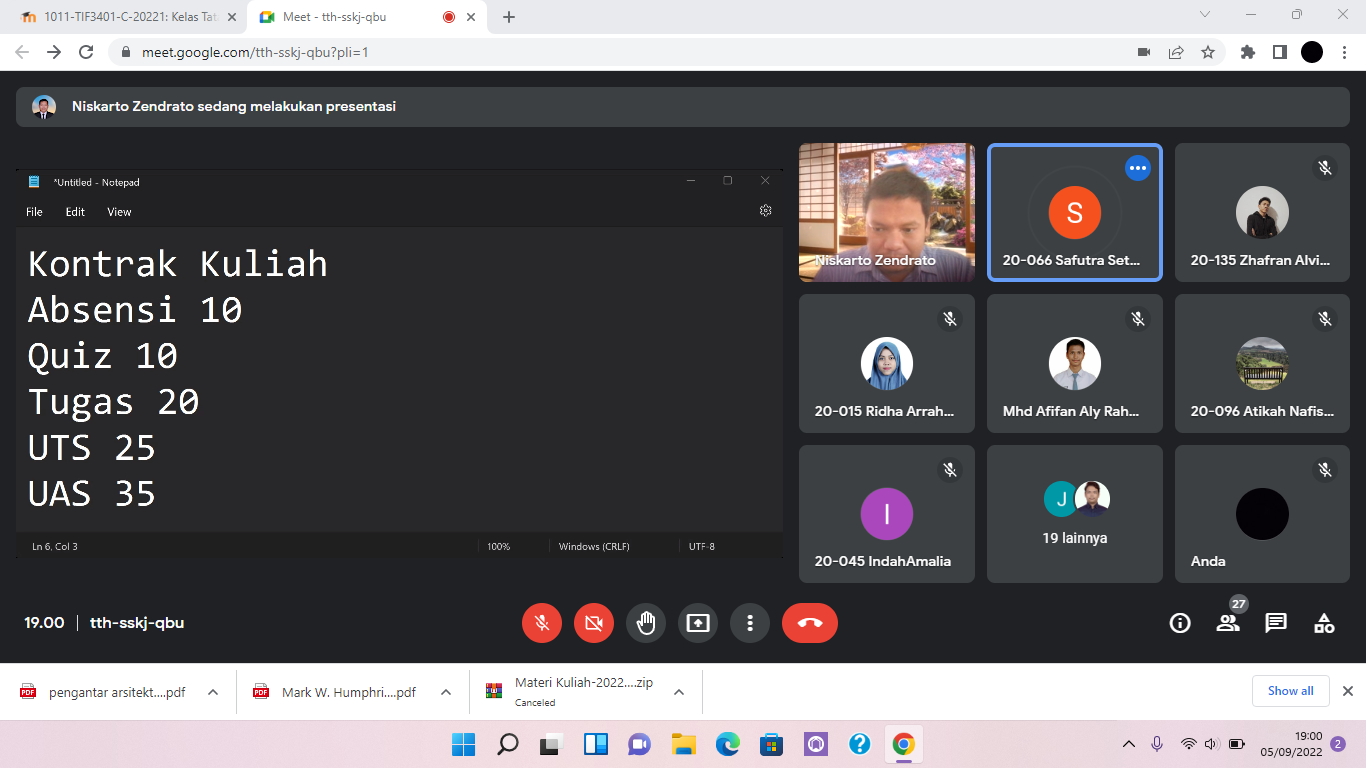 1011-TIF3401-C-20221: Kelas Tat
Meet - tth-sskj-qbu
meet.google.com/tth-sskj-qbu?pli=1
Niskarto Zendrato sedang melakukan presentasi
*Untitled - Notepad
File Edit View
Kontrak Kuliah
Absensi 10
Quiz 10
Tugas 20
UTS 25
UAS 35
Ln 6, Col 3 100% Windows (CRLF) UTF-8
Niskarto Zendrato
S
20-066 Safutra Set...
20-135 Zhafran Alvi...
20-015 Ridha Arrah...
Mhd Afifan Aly Rah...
20-096 Atikah Nafis...
I
20-045 IndahAmalia
J
19 lainnya
Anda
19.00 | tth-sskj-qbu
27
PDF pengantar arsitekt....pdf
PDF Mark W. Humphri....pdf
Materi Kuliah-2022....zip
Canceled
Show all
19:00
05/09/2022
2